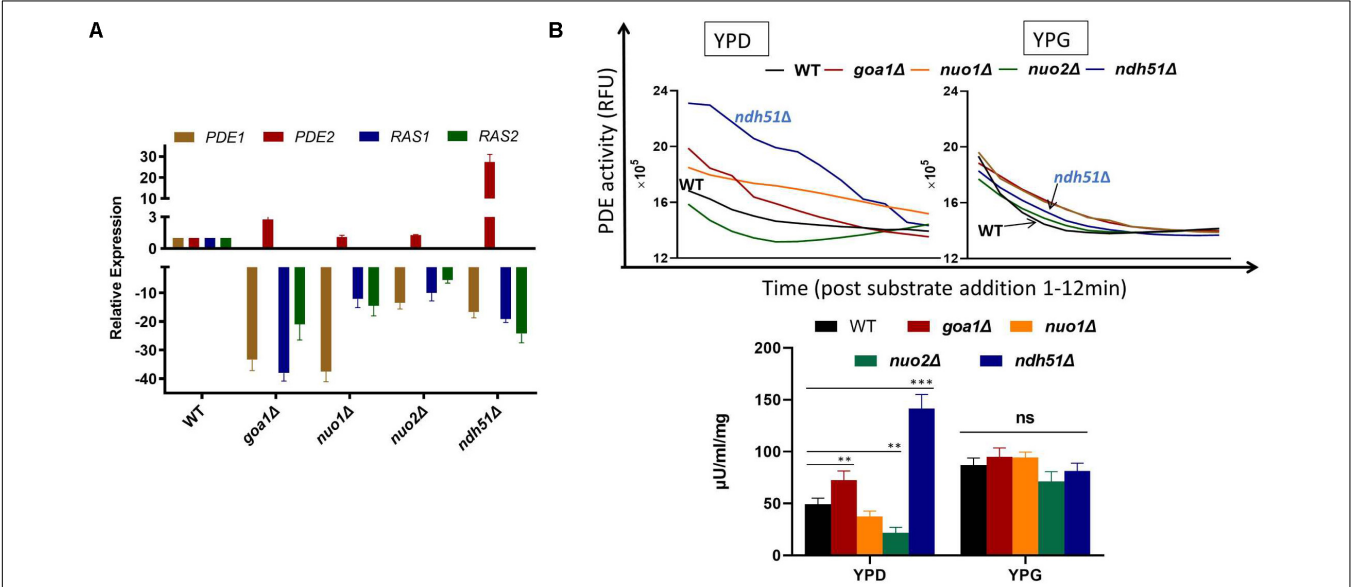 A
PDE1 PDE2 RAS1 RAS2
Relative Expression
30
20
10
3
0
-10
-20
-30
-40
WT goa1Δ nuo1Δ nuo2Δ ndh51Δ
B
YPD YPG
WT goa1Δ nuo1Δ nuo2Δ ndh51Δ
PDE activity (RFU)
×10⁵
24
20
16
12
ndh51Δ
WT
×10⁵
24
20
16
12
ndh51Δ
WT
Time (post substrate addition 1-12min)
WT goa1Δ nuo1Δ
nuo2Δ ndh51Δ
µU/ml/mg
200
150
100
50
0
***
**
**
ns
YPD YPG